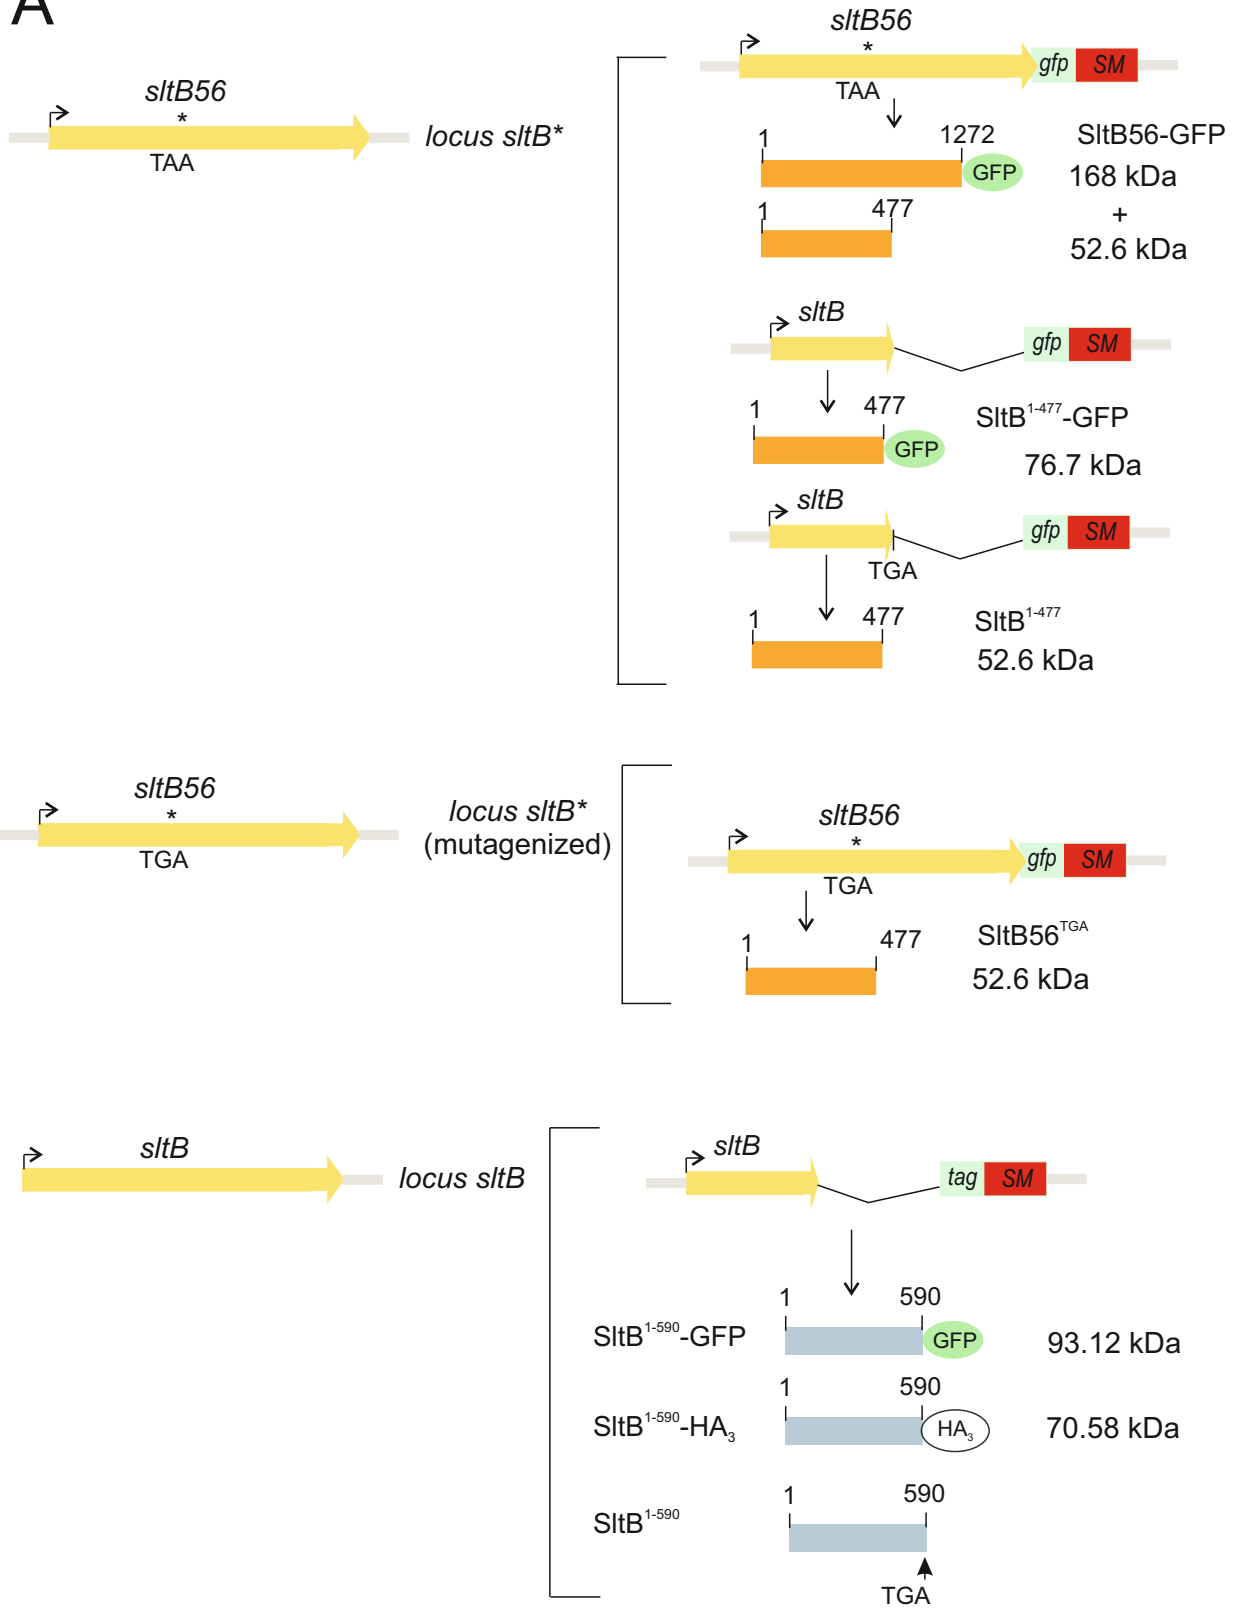 A
sltB56
*
TAA
locus sltB*
sltB56
*
gfp SM
TAA
1 1272
GFP
SltB56-GFP
168 kDa
+
1 477
52.6 kDa
sltB
gfp SM
1 477
GFP
SltB1-477-GFP
76.7 kDa
sltB
gfp SM
TGA
1 477
SltB1-477
52.6 kDa
sltB56
*
TGA
locus sltB*
(mutagenized)
sltB56
*
gfp SM
TGA
1 477
SltB56TGA
52.6 kDa
sltB
locus sltB
sltB
tag SM
1 590
SltB1-590-GFP
GFP
93.12 kDa
1 590
SltB1-590-HA3
HA3
70.58 kDa
1 590
SltB1-590
TGA